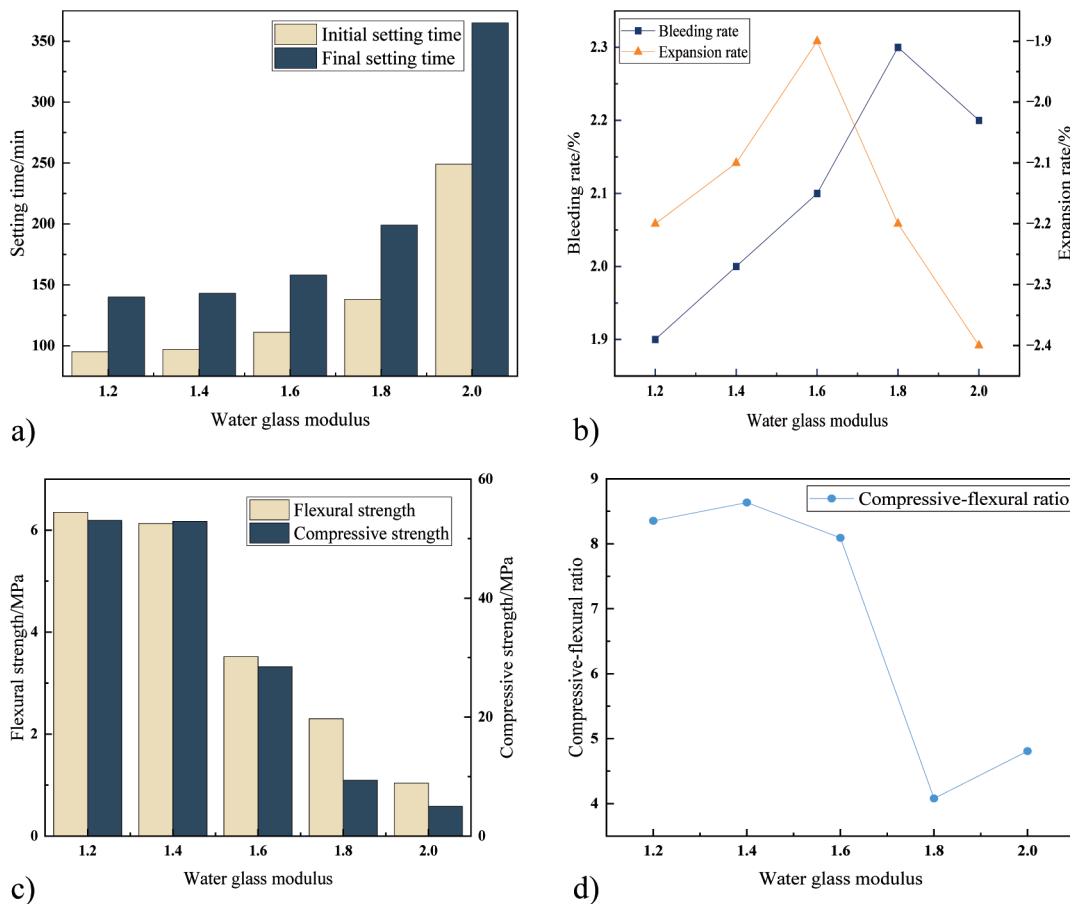 Initial setting time
Final setting time
350
300
250
200
150
100
Setting time/min
1.2 1.4 1.6 1.8 2.0
Water glass modulus
a)
Bleeding rate
Expansion rate
2.3
2.2
2.1
2.0
1.9
Bleeding rate/%
−1.9
−2.0
−2.1
−2.2
−2.3
−2.4
Expansion rate/%
1.2 1.4 1.6 1.8 2.0
Water glass modulus
b)
Flexural strength
Compressive strength
6
4
2
0
Flexural strength/MPa
60
40
20
0
Compressive strength/MPa
1.2 1.4 1.6 1.8 2.0
Water glass modulus
c)
Compressive-flexural ratio
9
8
7
6
5
4
Compressive-flexural ratio
1.2 1.4 1.6 1.8 2.0
Water glass modulus
d)